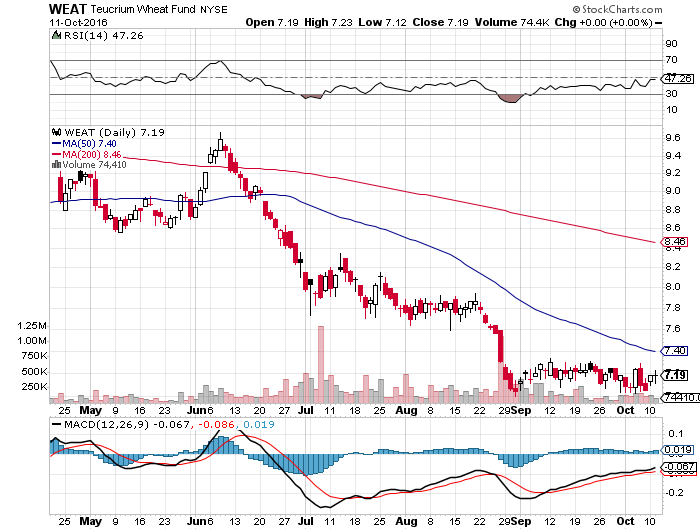 WEAT Teucrium Wheat Fund NYSE © StockCharts.com
11-Oct-2016 Open 7.19 High 7.23 Low 7.12 Close 7.19 Volume 74.4K Chg +0.00 (+0.00%)
RSI(14) 47.26
90
70
50
47.26
30
10
WEAT (Daily) 7.19
MA(50) 7.40
MA(200) 8.46
Volume 74,410
9.6
9.4
9.2
9.0
8.8
8.6
8.46
8.4
8.2
8.0
7.8
7.6
7.40
7.19
1.25M
1.00M
750K
500K
250K
74410.0
25 May 9 16 23 Jun 6 13 20 27 Jul 11 18 25 Aug 8 15 22 29 Sep 12 19 26 Oct 10
MACD(12,26,9) -0.067, -0.086, 0.019
0.1
0.019
0.0
-0.067
-0.2
25 May 9 16 23 Jun 6 13 20 27 Jul 11 18 25 Aug 8 15 22 29 Sep 12 19 26 Oct 10